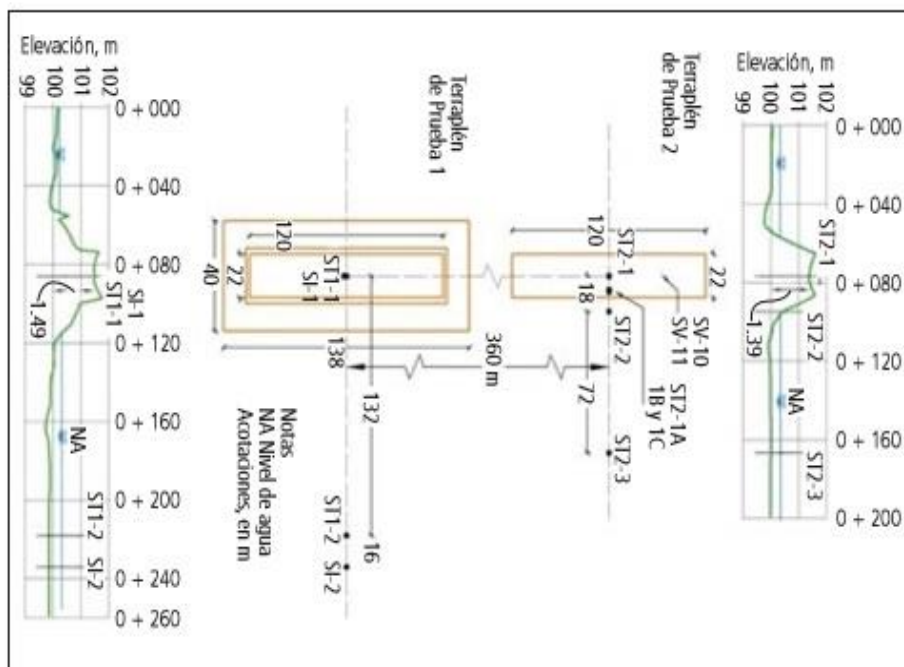 Elevación, m
99
100
101
102
0 + 000
0 + 040
0 + 080
0 + 120
0 + 160
0 + 200
0 + 240
0 + 260
1.49
ST1-1
SI-1
NA
ST1-2
SI-2
Terraplén
de Prueba 1
120
22
40
ST1-1
SI-1
138
132
360 m
16
ST1-2
SI-2
Notas
NA Nivel de agua
Acotaciones, en m
Terraplén
de Prueba 2
120
22
ST2-1
18
ST2-2
72
ST2-3
SV-10
SV-11
ST2-1A
1B y 1C
Elevación, m
99
100
101
102
0 + 000
0 + 040
0 + 080
0 + 120
0 + 160
0 + 200
ST2-1
1.39
ST2-2
NA
ST2-3